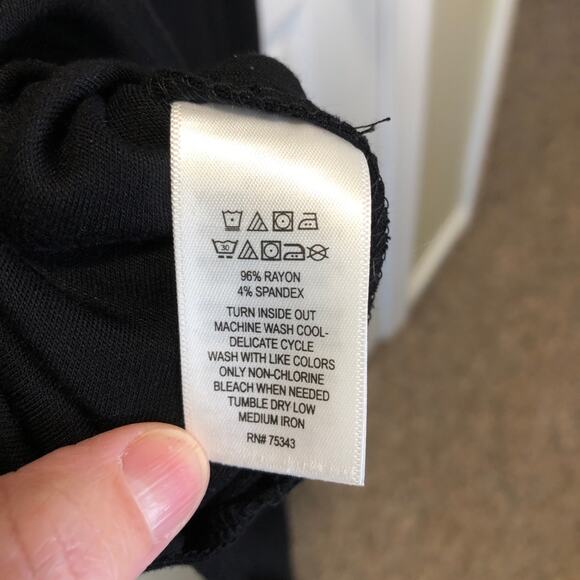 30
96% RAYON
4% SPANDEX
TURN INSIDE OUT
MACHINE WASH COOL-
DELICATE CYCLE
WASH WITH LIKE COLORS
ONLY NON-CHLORINE
BLEACH WHEN NEEDED
TUMBLE DRY LOW
MEDIUM IRON
RN# 75343